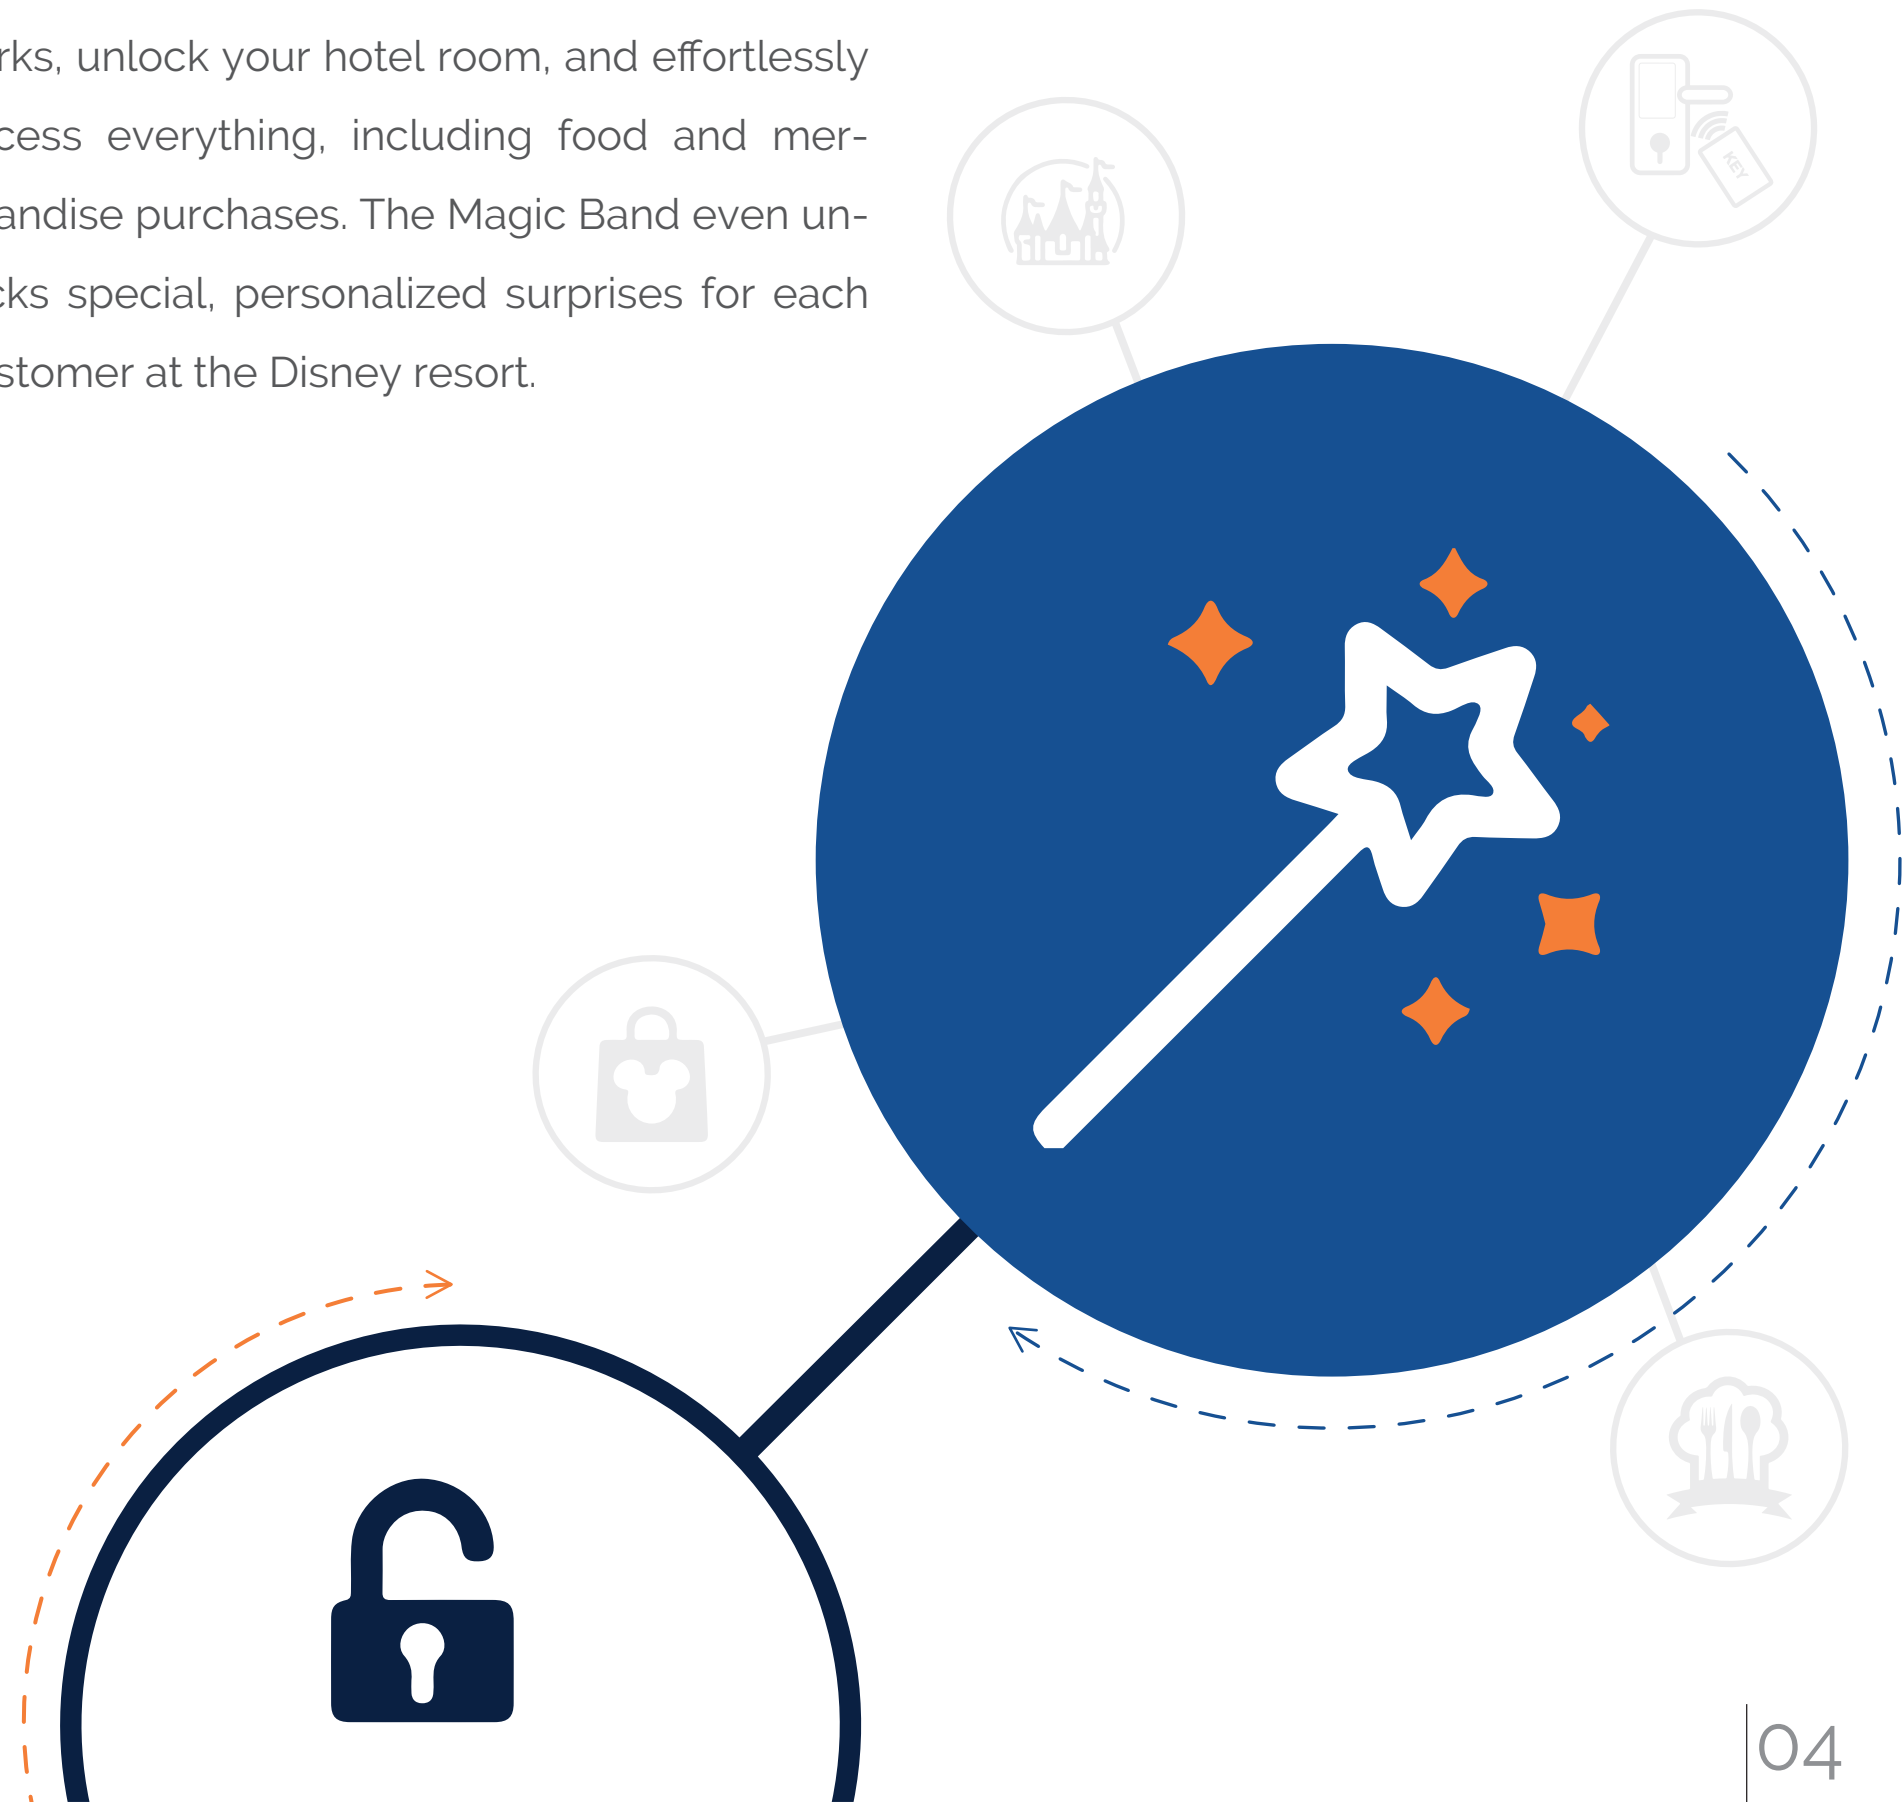 rks, unlock your hotel room, and effortlessly
cess everything, including food and mer-
andise purchases. The Magic Band even un-
cks special, personalized surprises for each
stomer at the Disney resort.
KEY
04